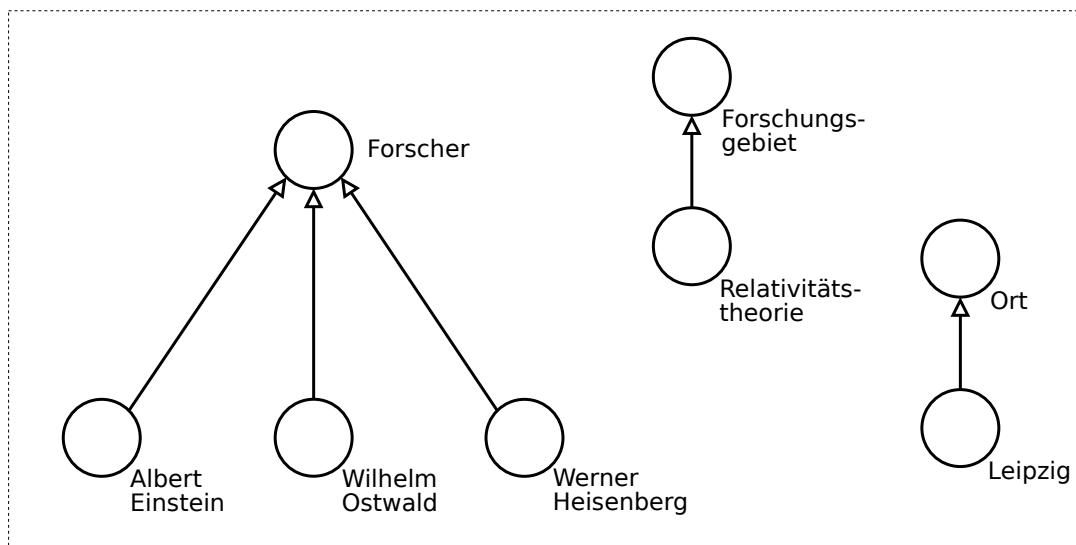 Forscher
Forschungs-
gebiet
Relativitäts-
theorie
Ort
Albert
Einstein
Wilhelm
Ostwald
Werner
Heisenberg
Leipzig